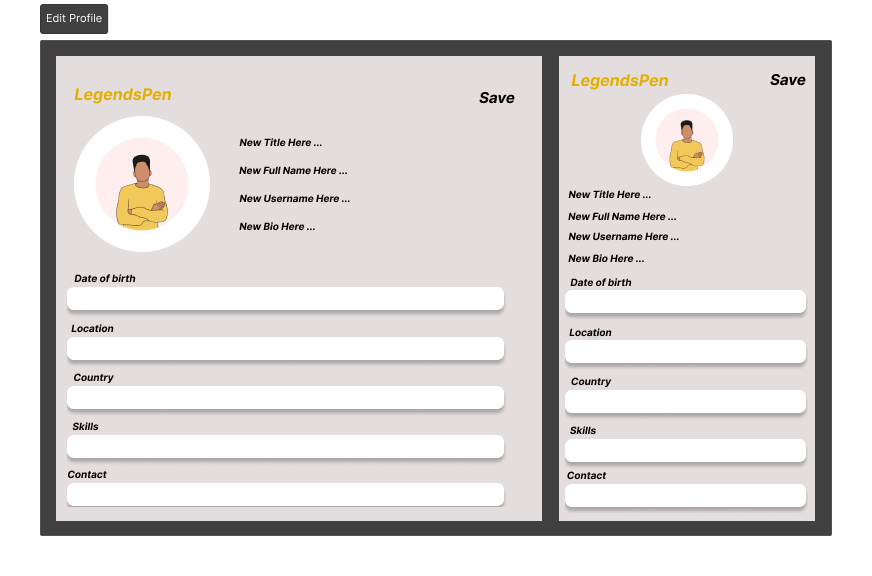 Edit Profile
LegendsPen
Save
New Title Here ...
New Full Name Here ...
New Username Here ...
New Bio Here ...
Date of birth
Location
Country
Skills
Contact
LegendsPen
Save
New Title Here ...
New Full Name Here ...
New Username Here ...
New Bio Here ...
Date of birth
Location
Country
Skills
Contact